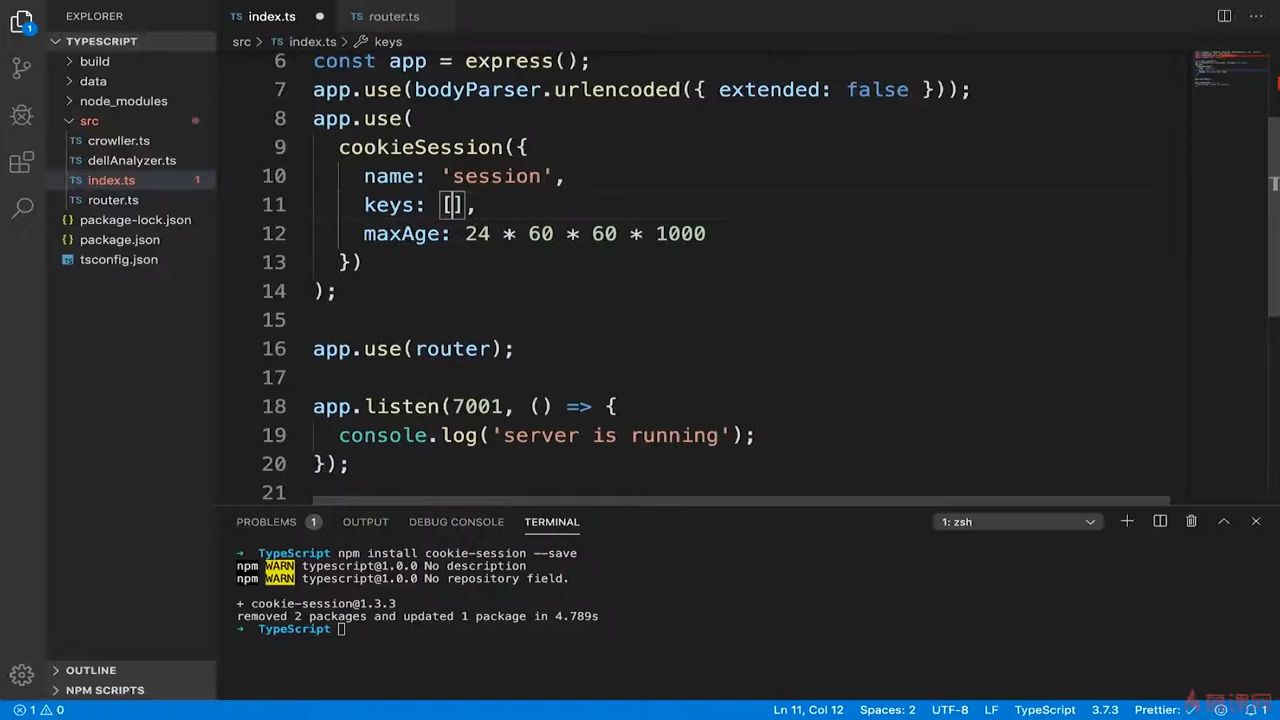 EXPLORER
TS index.ts
TS router.ts
TYPESCRIPT
src > TS index.ts > keys
build
data
node_modules
src
TS crowller.ts
TS dellAnalyzer.ts
TS index.ts 1
TS router.ts
{} package-lock.json
{} package.json
tsconfig.json
6 const app = express();
7 app.use(bodyParser.urlencoded({ extended: false }));
8 app.use(
9 cookieSession({
10 name: 'session',
11 keys: [],
12 maxAge: 24 * 60 * 60 * 1000
13 })
14 );
15
16 app.use(router);
17
18 app.listen(7001, () => {
19 console.log('server is running');
20 });
21
PROBLEMS 1 OUTPUT DEBUG CONSOLE TERMINAL 1: zsh
→ TypeScript npm install cookie-session --save
npm WARN typescript@1.0.0 No description
npm WARN typescript@1.0.0 No repository field.
+ cookie-session@1.3.3
removed 2 packages and updated 1 package in 4.789s
→ TypeScript
OUTLINE
NPM SCRIPTS
1 0 Ln 11, Col 12 Spaces: 2 UTF-8 LF TypeScript 3.7.3 Prettier: ✓ 1
慕课网